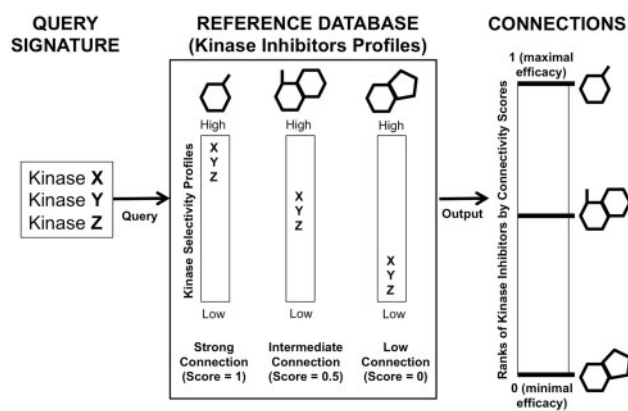 QUERY
SIGNATURE
REFERENCE DATABASE
(Kinase Inhibitors Profiles)
CONNECTIONS
Kinase X
Kinase Y
Kinase Z
Query
Kinase Selectivity Profiles
High
X
Y
Z
Low
Strong
Connection
(Score = 1)
High
X
Y
Z
Low
Intermediate
Connection
(Score = 0.5)
High
X
Y
Z
Low
Low
Connection
(Score = 0)
Output
1 (maximal
efficacy)
Ranks of Kinase Inhibitors by Connectivity Scores
0 (minimal
efficacy)